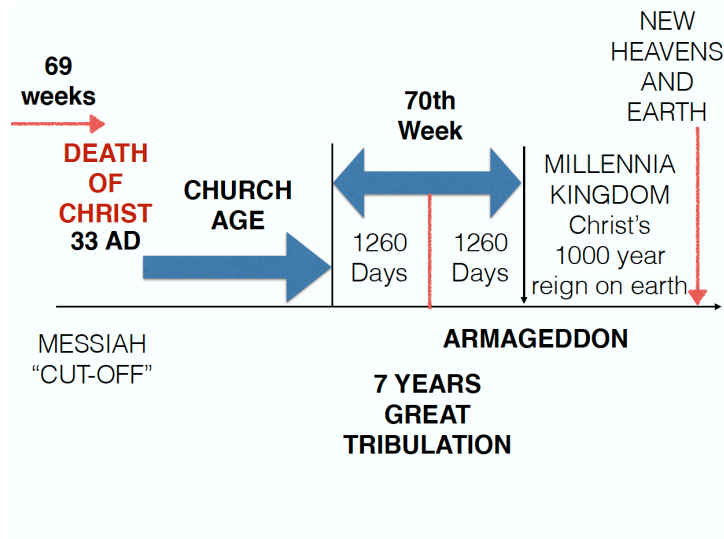 69
weeks
DEATH
OF
CHRIST
33 AD
MESSIAH
“CUT-OFF”
CHURCH
AGE
70th
Week
1260
Days
1260
Days
7 YEARS
GREAT
TRIBULATION
ARMAGEDDON
MILLENNIA
KINGDOM
Christ’s
1000 year
reign on earth
NEW
HEAVENS
AND
EARTH